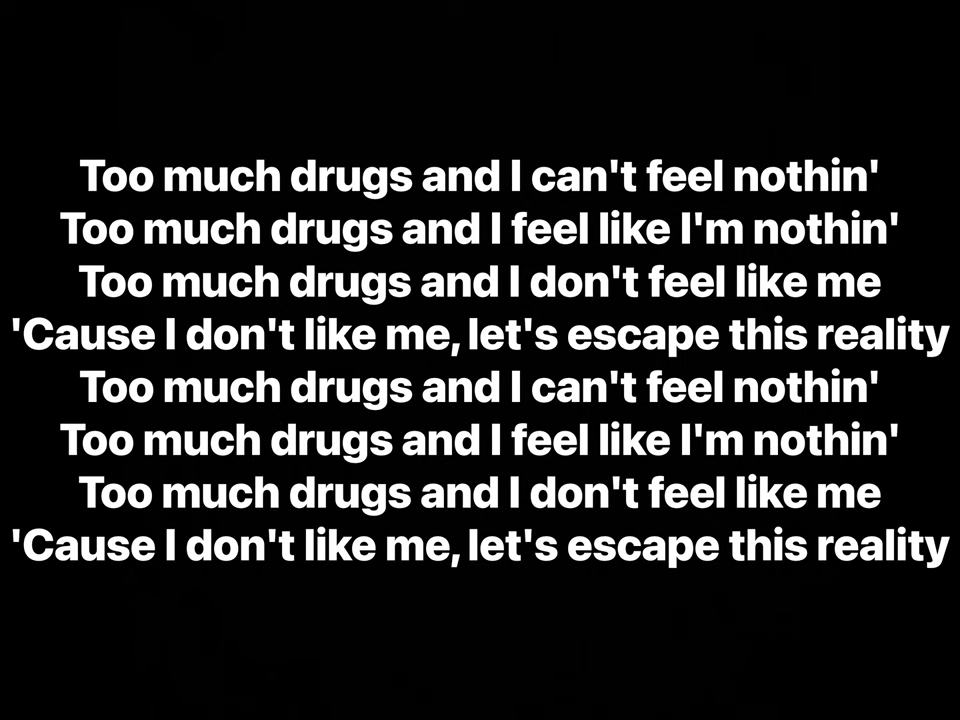 Too much drugs and I can't feel nothin'
Too much drugs and I feel like I'm nothin'
Too much drugs and I don't feel like me
'Cause I don't like me, let's escape this reality
Too much drugs and I can't feel nothin'
Too much drugs and I feel like I'm nothin'
Too much drugs and I don't feel like me
'Cause I don't like me, let's escape this reality